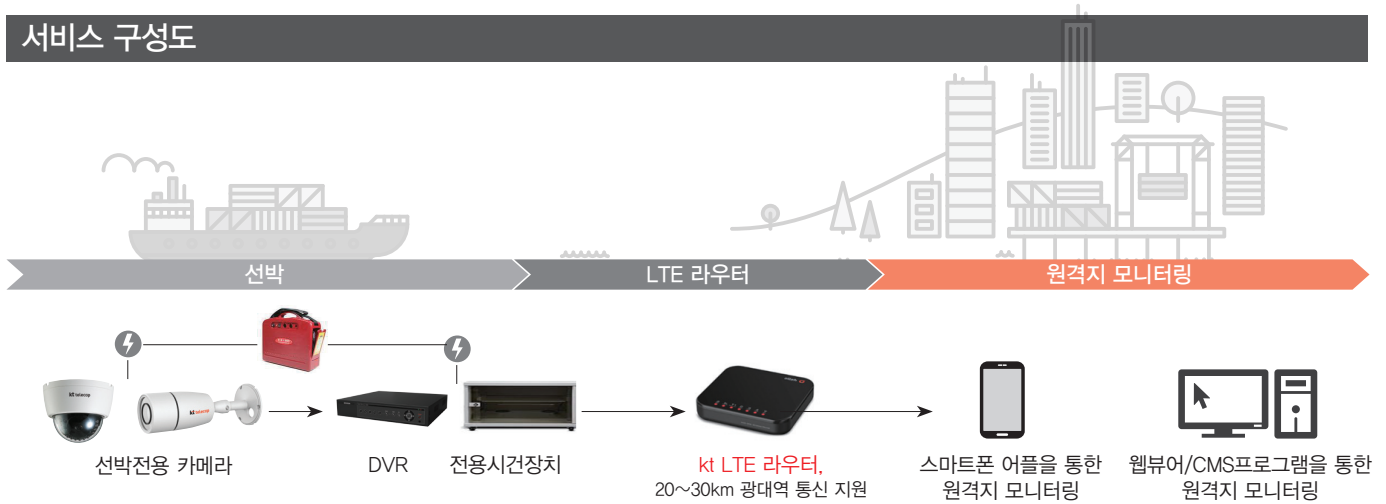 서비스 구성도
선박
LTE 라우터
원격지 모니터링
kt telecop
kt telecop
선박전용 카메라
DVR
전용시건장치
kt LTE 라우터,
20~30km 광대역 통신 지원
스마트폰 어플을 통한
원격지 모니터링
웹뷰어/CMS프로그램을 통한
원격지 모니터링